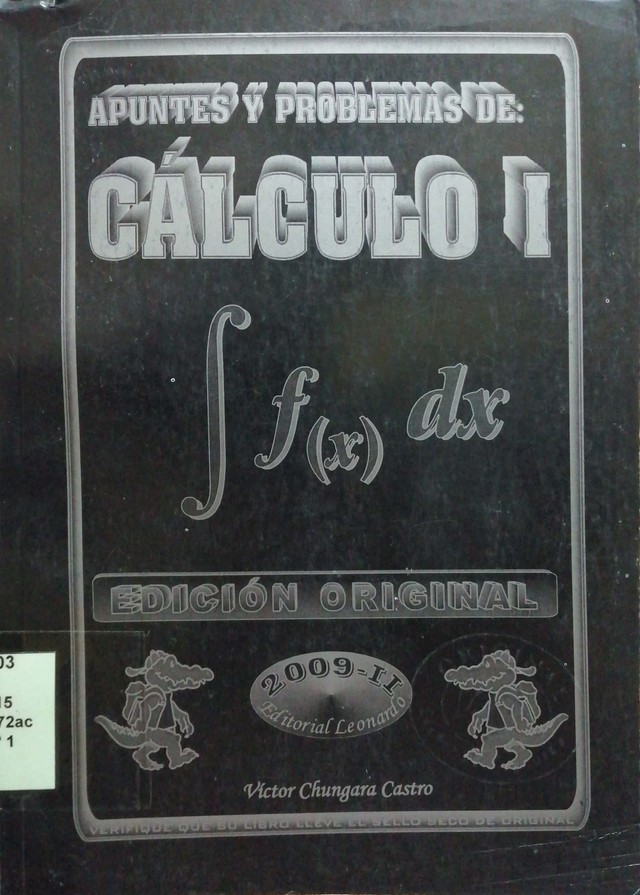 APUNTES Y PROBLEMAS DE:
CÁLCULO I
∫ f(x) dx
EDICIÓN ORIGINAL
03
15
72ac
1
2009-II
Editorial Leonardo
Víctor Chungara Castro
VERIFIQUE QUE SU LIBRO LLEVE EL SELLO SECO DE ORIGINAL